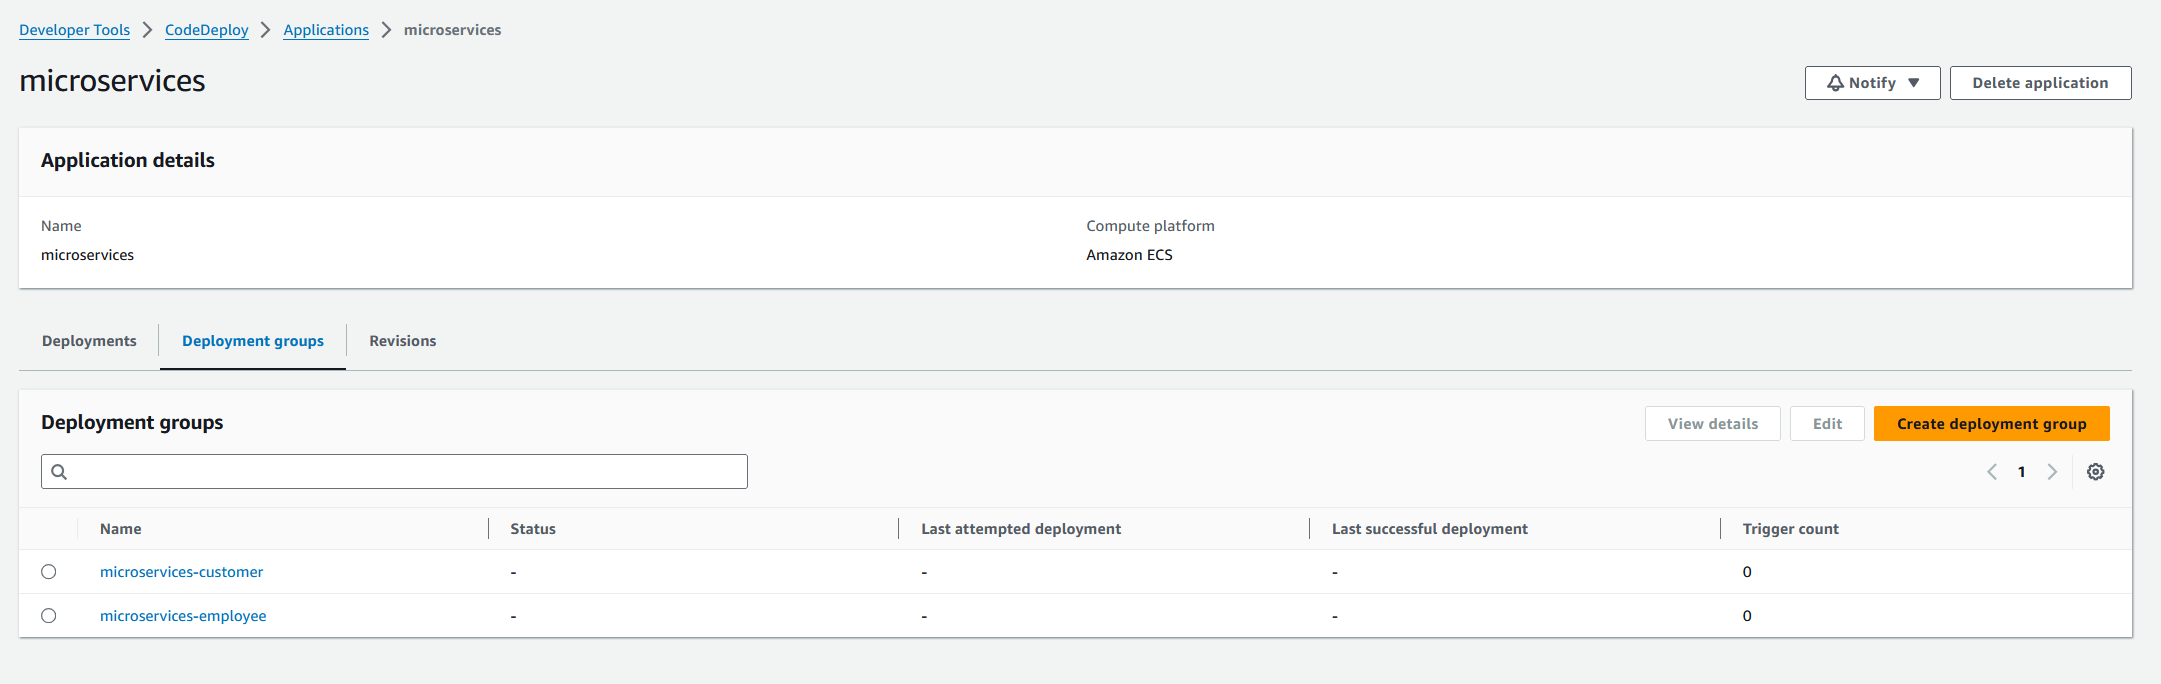 Developer Tools > CodeDeploy > Applications > microservices
microservices
Notify ▼ Delete application
Application details
Name Compute platform
microservices Amazon ECS
Deployments Deployment groups Revisions
Deployment groups
View details Edit Create deployment group
< 1 >
Name Status Last attempted deployment Last successful deployment Trigger count
microservices-customer - - - 0
microservices-employee - - - 0